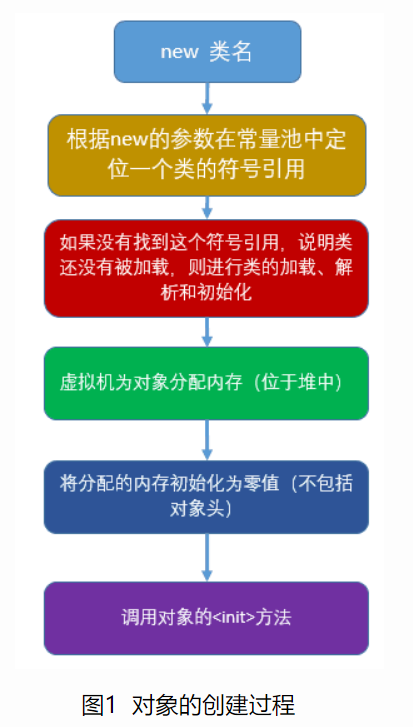 new 类名
根据new的参数在常量池中定
位一个类的符号引用
如果没有找到这个符号引用，说明类
还没有被加载，则进行类的加载、解
析和初始化
虚拟机为对象分配内存（位于堆中）
将分配的内存初始化为零值（不包括
对象头）
调用对象的<init>方法
图1 对象的创建过程